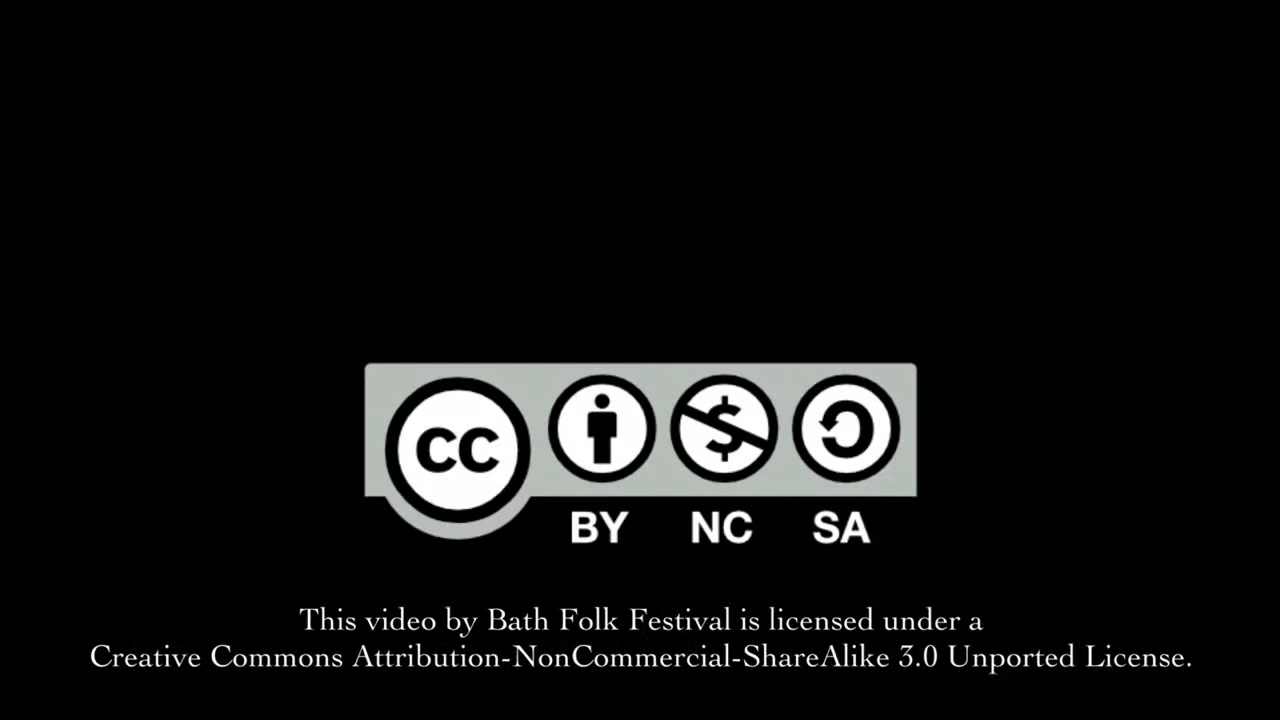 CC
BY NC SA
This video by Bath Folk Festival is licensed under a
Creative Commons Attribution-NonCommercial-ShareAlike 3.0 Unported License.